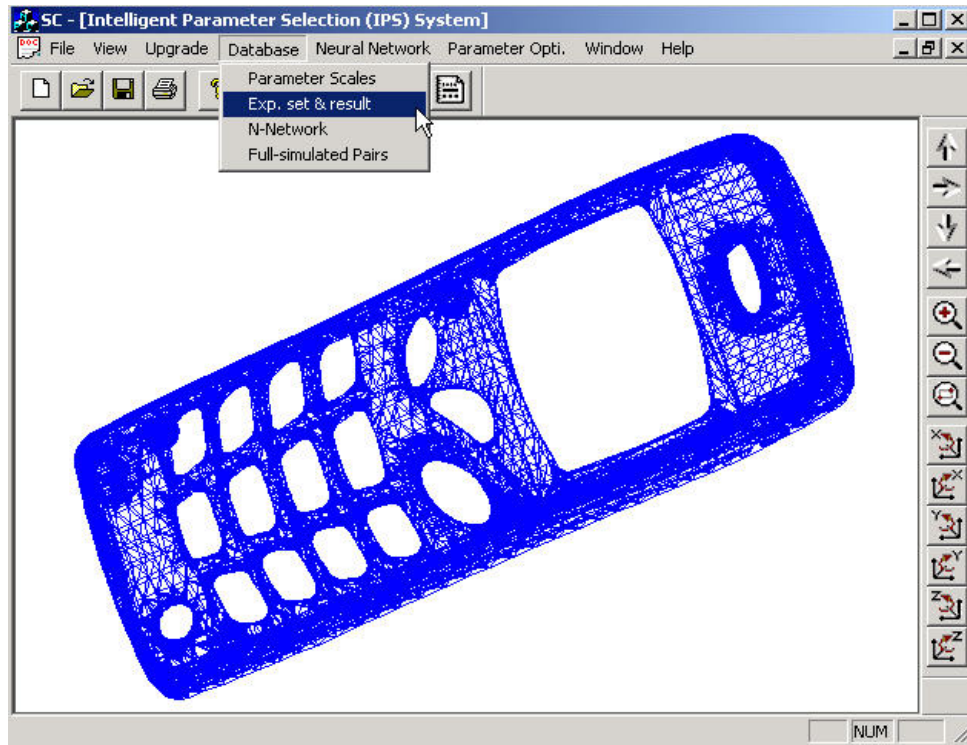 SC - [Intelligent Parameter Selection (IPS) System]
DOC File View Upgrade Database Neural Network Parameter Opti. Window Help
Parameter Scales
Exp. set & result
N-Network
Full-simulated Pairs
X
X
Y
Y
Z
Z
NUM